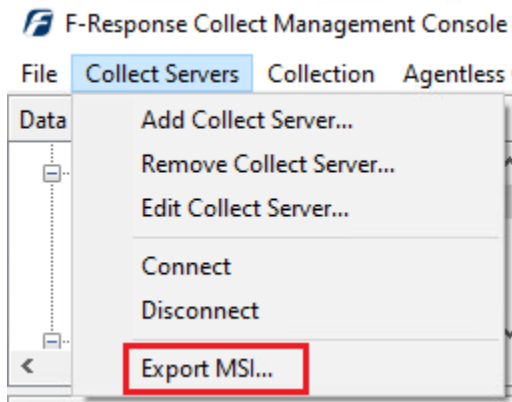 F-Response Collect Management Console
File Collect Servers Collection Agentless
Data
Add Collect Server...
Remove Collect Server...
Edit Collect Server...
Connect
Disconnect
Export MSI...